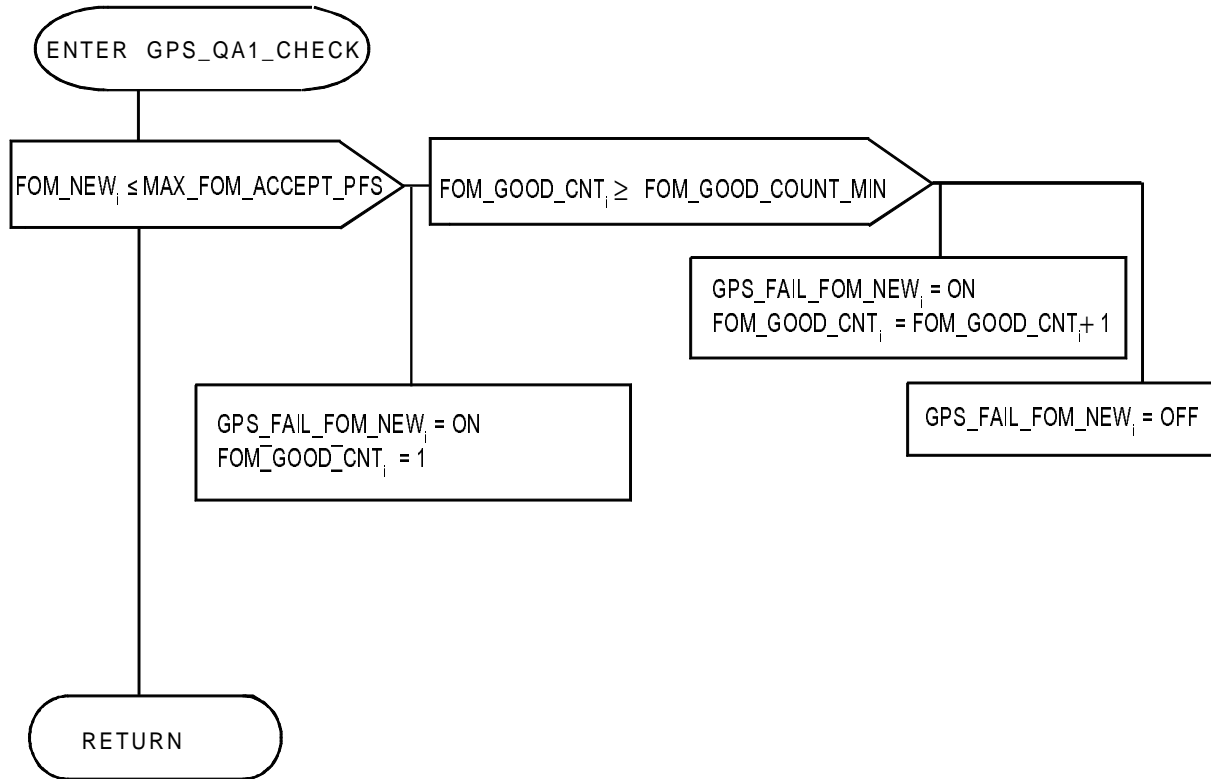 ENTER GPS_QA1_CHECK
FOM_NEWi ≤ MAX_FOM_ACCEPT_PFS
FOM_GOOD_CNTi ≥ FOM_GOOD_COUNT_MIN
GPS_FAIL_FOM_NEWi = ON
FOM_GOOD_CNTi = FOM_GOOD_CNTi + 1
GPS_FAIL_FOM_NEWi = OFF
GPS_FAIL_FOM_NEWi = ON
FOM_GOOD_CNTi = 1
RETURN